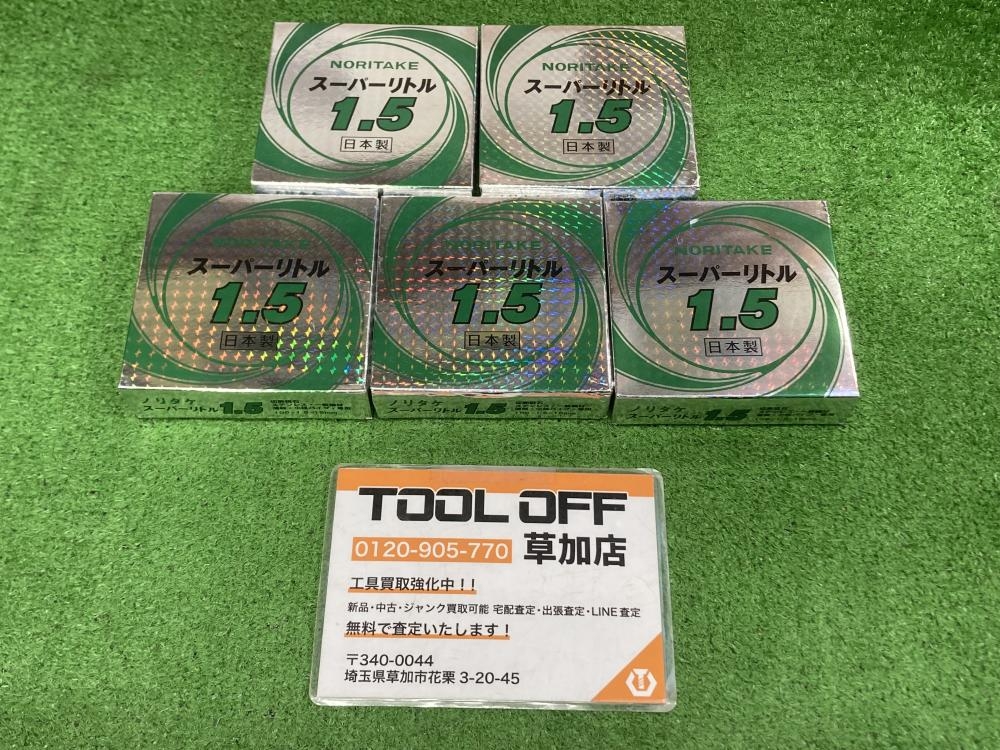 NORITAKE
スーパーリトル
1.5
日本製
NORITAKE
スーパーリトル
1.5
日本製
NORITAKE
スーパーリトル
1.5
日本製
NORITAKE
スーパーリトル
1.5
日本製
NORITAKE
スーパーリトル
1.5
日本製
ノリタケ
スーパーリトル1.5
切断砥石
ノリタケ
スーパーリトル1.5
ノリタケ
スーパーリトル1.5
TOOL OFF
0120-905-770 草加店
工具買取強化中!!
新品・中古・ジャンク買取可能 宅配査定・出張査定・LINE査定
無料で査定いたします!
〒340-0044
埼玉県草加市花栗 3-20-45